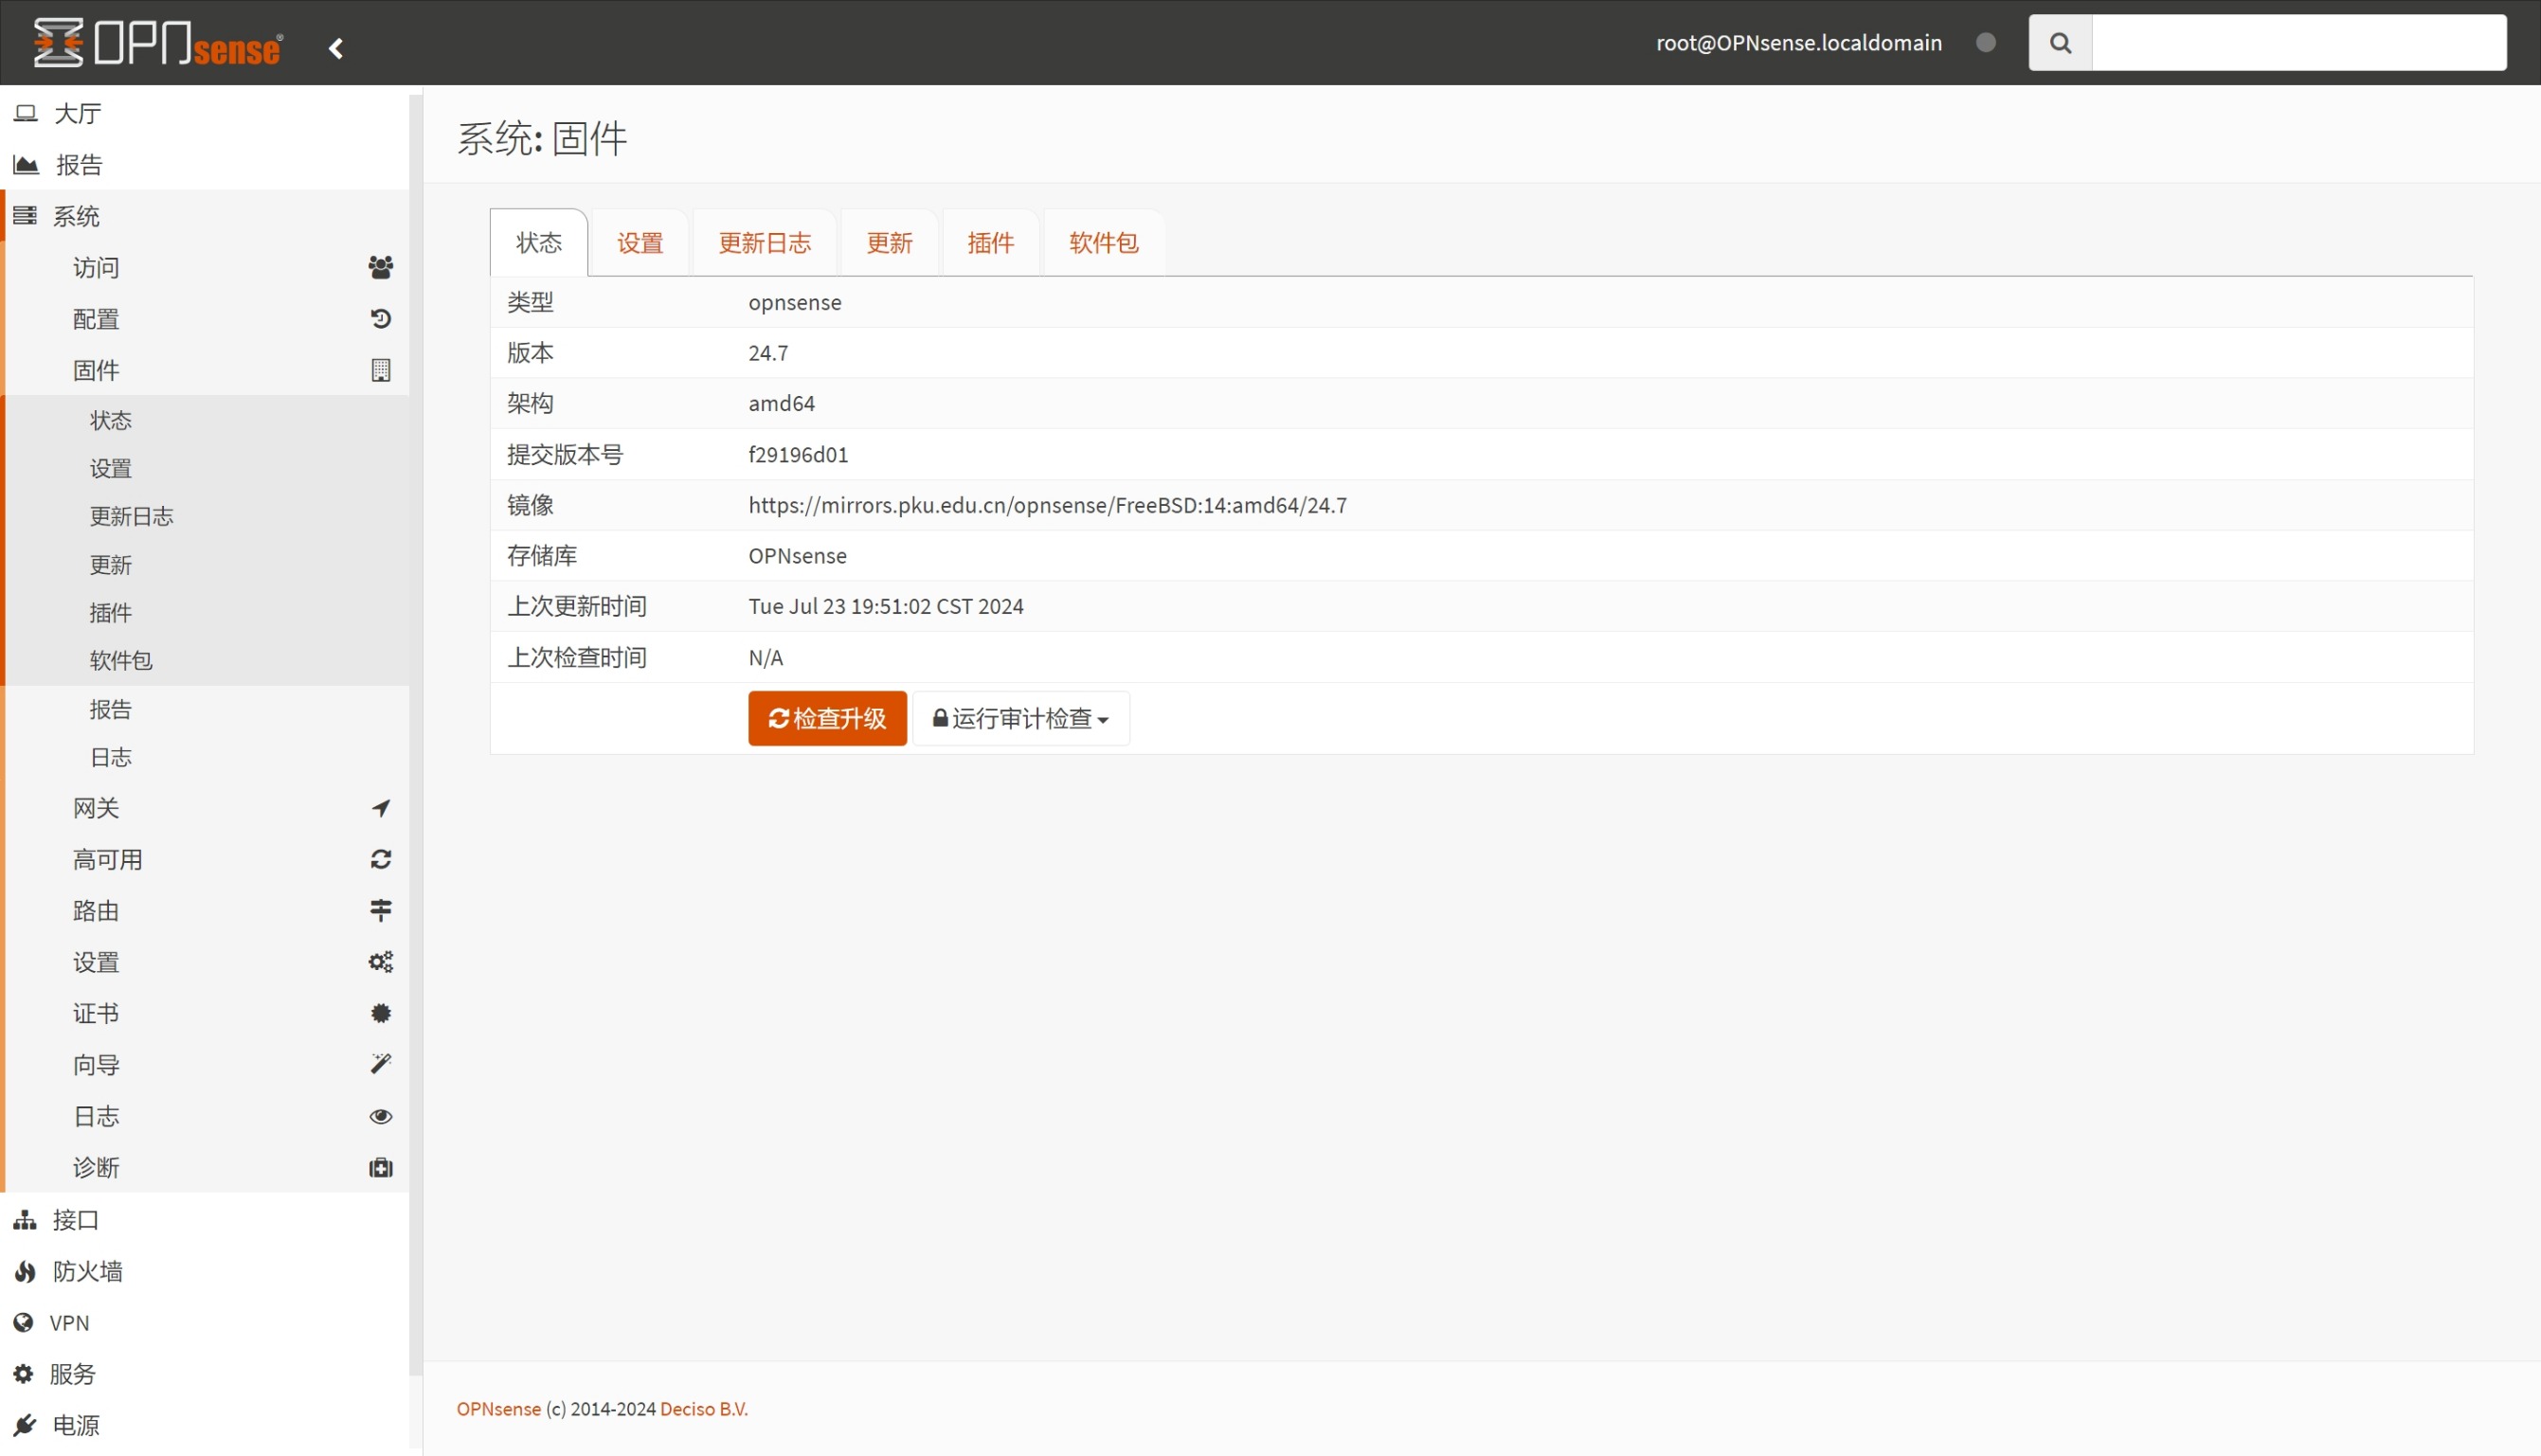 OPNsense®
root@OPNsense.localdomain
大厅
报告
系统
访问
配置
固件
状态
设置
更新日志
更新
插件
软件包
报告
日志
网关
高可用
路由
设置
证书
向导
日志
诊断
接口
防火墙
VPN
服务
电源
系统: 固件
状态 设置 更新日志 更新 插件 软件包
类型 opnsense
版本 24.7
架构 amd64
提交版本号 f29196d01
镜像 https://mirrors.pku.edu.cn/opnsense/FreeBSD:14:amd64/24.7
存储库 OPNsense
上次更新时间 Tue Jul 23 19:51:02 CST 2024
上次检查时间 N/A
检查升级 运行审计检查
OPNsense (c) 2014-2024 Deciso B.V.